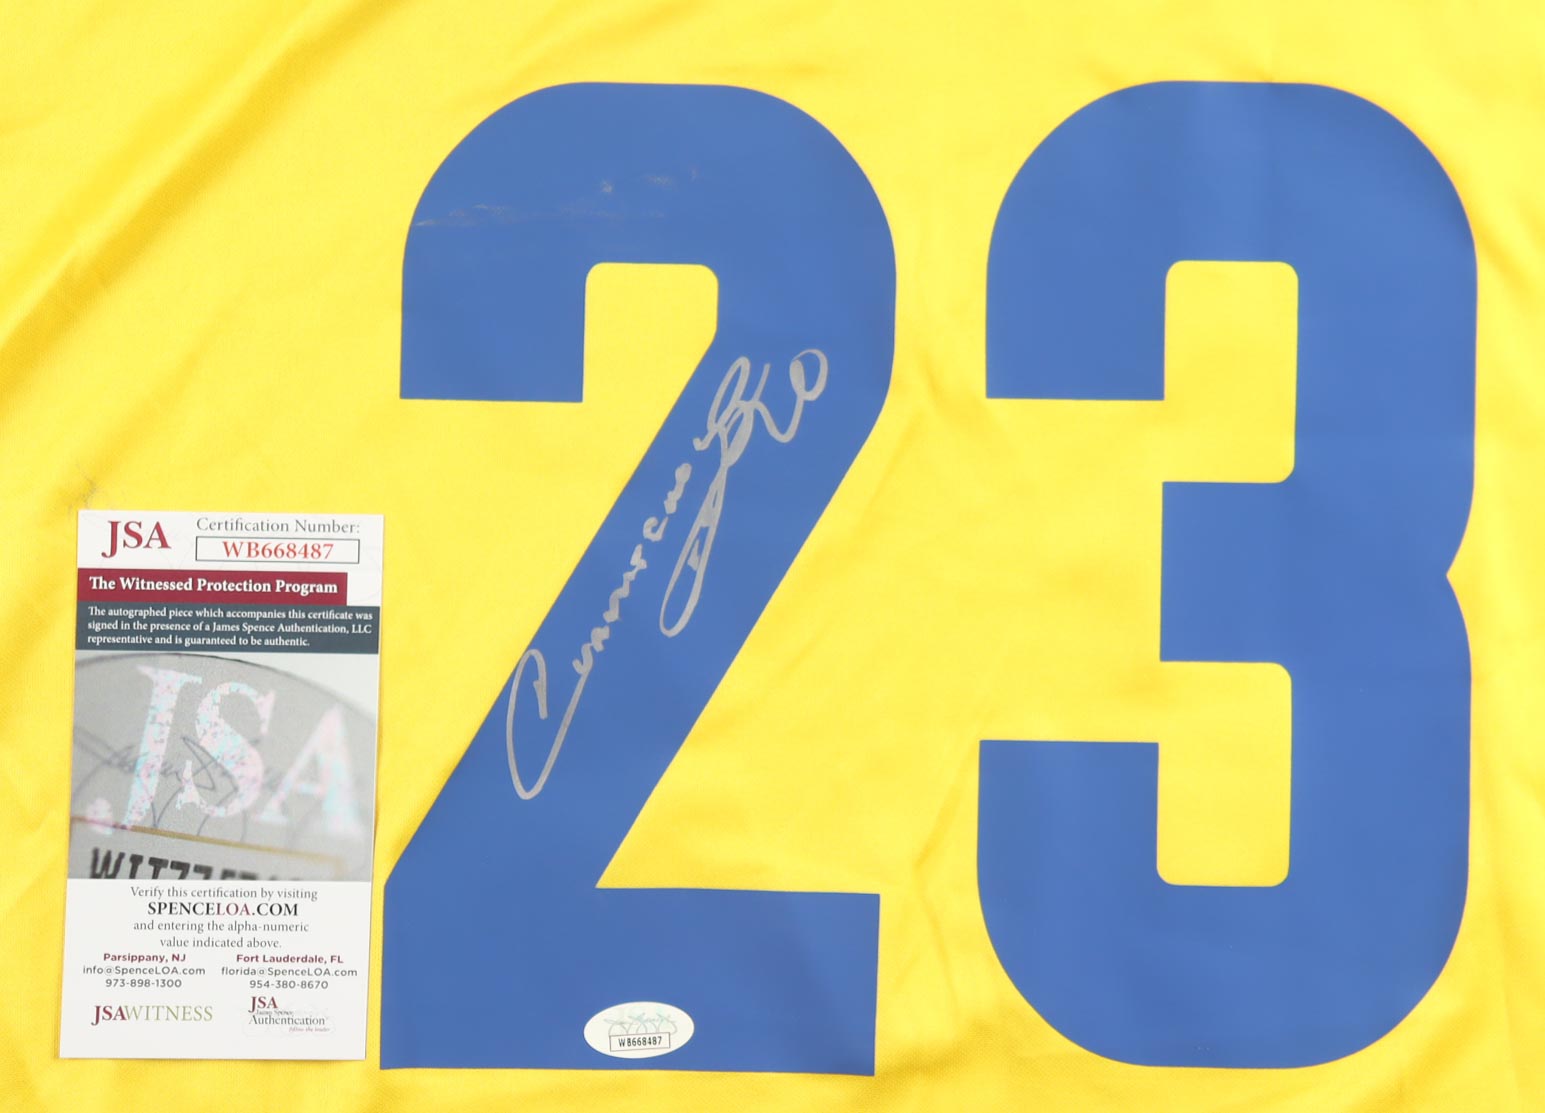 23
JSA
Certification Number:
WB668487
The Witnessed Protection Program
The autographed piece which accompanies this certificate was
signed in the presence of a James Spence Authentication, LLC
representative and is guaranteed to be authentic.
JSA
Verify this certification by visiting
SPENCELOA.COM
and entering the alpha-numeric
value indicated above.
Parsippany, NJ
info@SpenceLOA.com
973-898-1300
Fort Lauderdale, FL
florida@SpenceLOA.com
954-380-8670
JSAWITNESS
JSA
James Spence
Authentication
WB668487